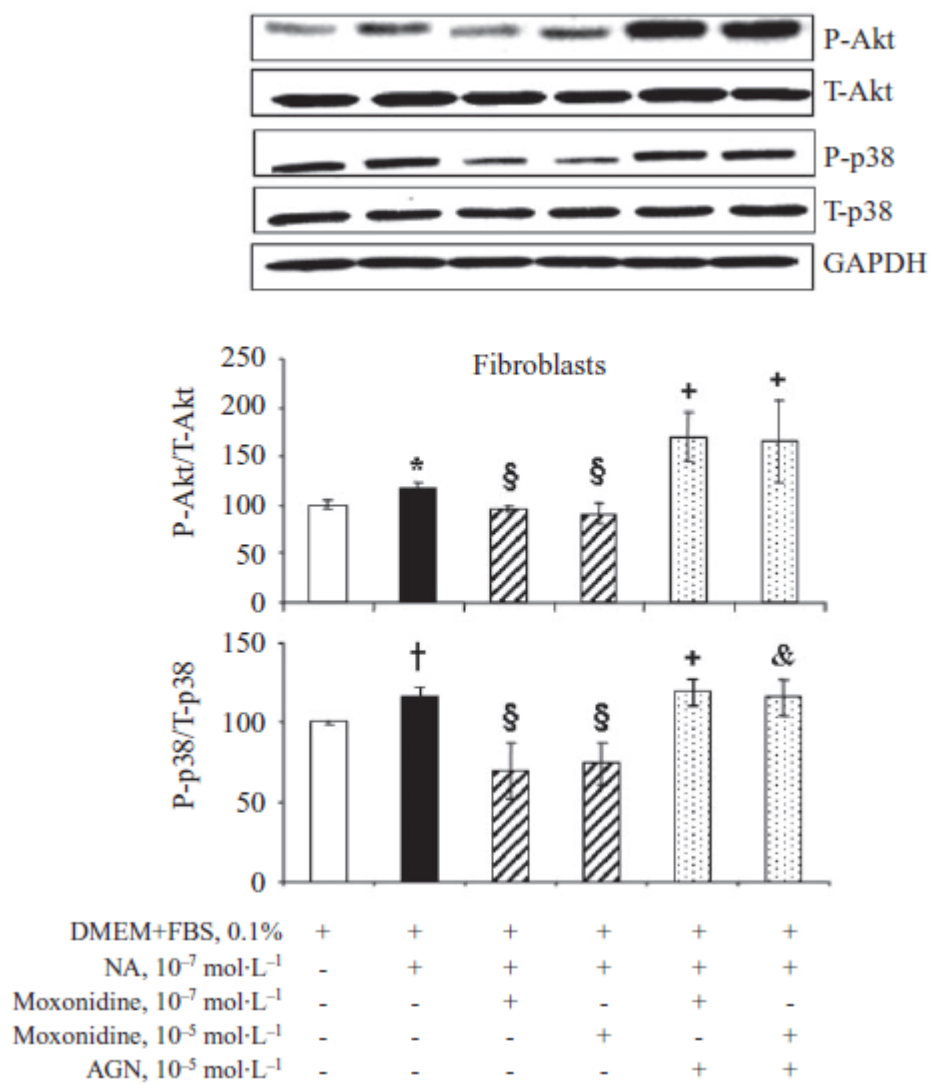 P-Akt
T-Akt
P-p38
T-p38
GAPDH
Fibroblasts
P-Akt/T-Akt
250
200
150
100
50
0
* § § + +
P-p38/T-p38
150
100
50
0
† § § + &
DMEM+FBS, 0.1% + + + + + +
NA, 10⁻⁷ mol·L⁻¹ - + + + + +
Moxonidine, 10⁻⁷ mol·L⁻¹ - - + - + -
Moxonidine, 10⁻⁵ mol·L⁻¹ - - - + - +
AGN, 10⁻⁵ mol·L⁻¹ - - - - + +